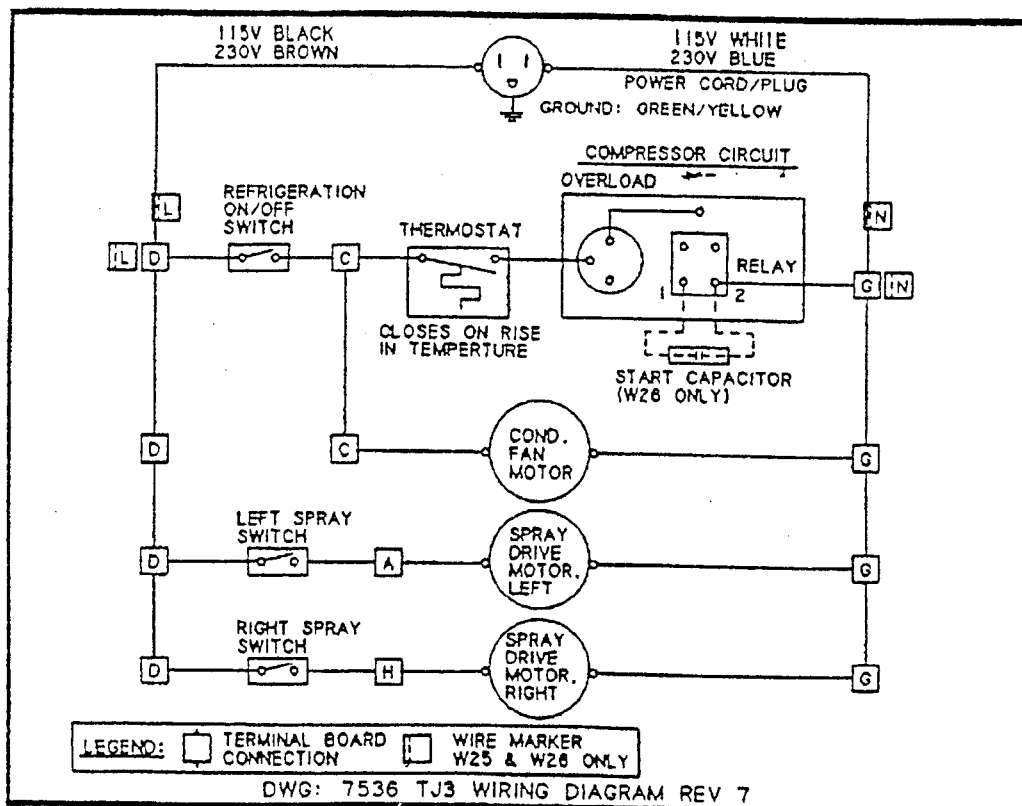 115V BLACK
230V BROWN
115V WHITE
230V BLUE
POWER CORD/PLUG
GROUND: GREEN/YELLOW
COMPRESSOR CIRCUIT
OVERLOAD
REFRIGERATION
ON/OFF
SWITCH
L
N
THERMOSTAT
IL D
C
RELAY
1 2
G IN
CLOSES ON RISE
IN TEMPERTURE
START CAPACITOR
(W26 ONLY)
D
C
COND.
FAN
MOTOR
G
LEFT SPRAY
SWITCH
D
A
SPRAY
DRIVE
MOTOR,
LEFT
G
RIGHT SPRAY
SWITCH
D
H
SPRAY
DRIVE
MOTOR,
RIGHT
G
LEGEND:
TERMINAL BOARD
CONNECTION
WIRE MARKER
W25 & W26 ONLY
DWG: 7536 TJ3 WIRING DIAGRAM REV 7